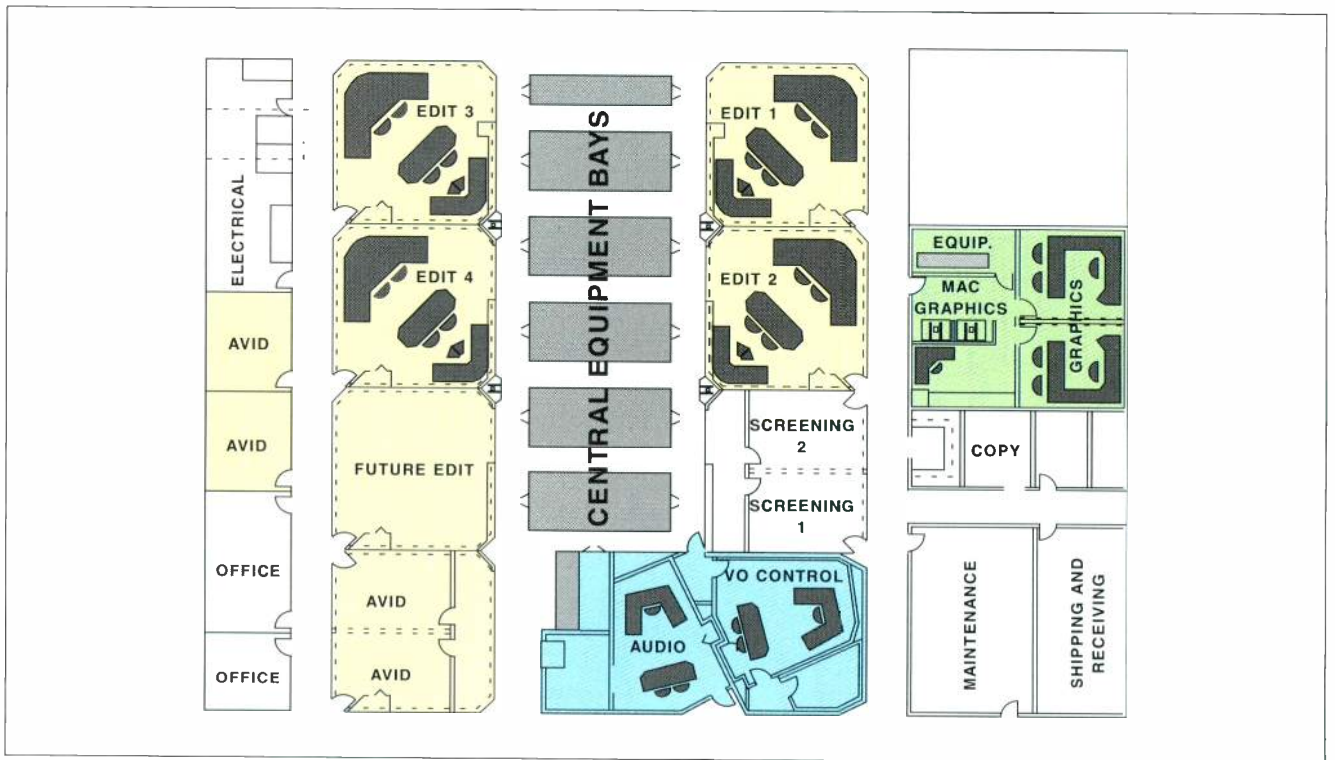 ELECTRICAL
AVID
AVID
OFFICE
OFFICE
EDIT 3
EDIT 4
FUTURE EDIT
AVID
AVID
CENTRAL EQUIPMENT BAYS
EDIT 1
EDIT 2
SCREENING
2
SCREENING
1
VO CONTROL
AUDIO
EQUIP.
MAC
GRAPHICS
GRAPHICS
COPY
MAINTENANCE
SHIPPING AND
RECEIVING